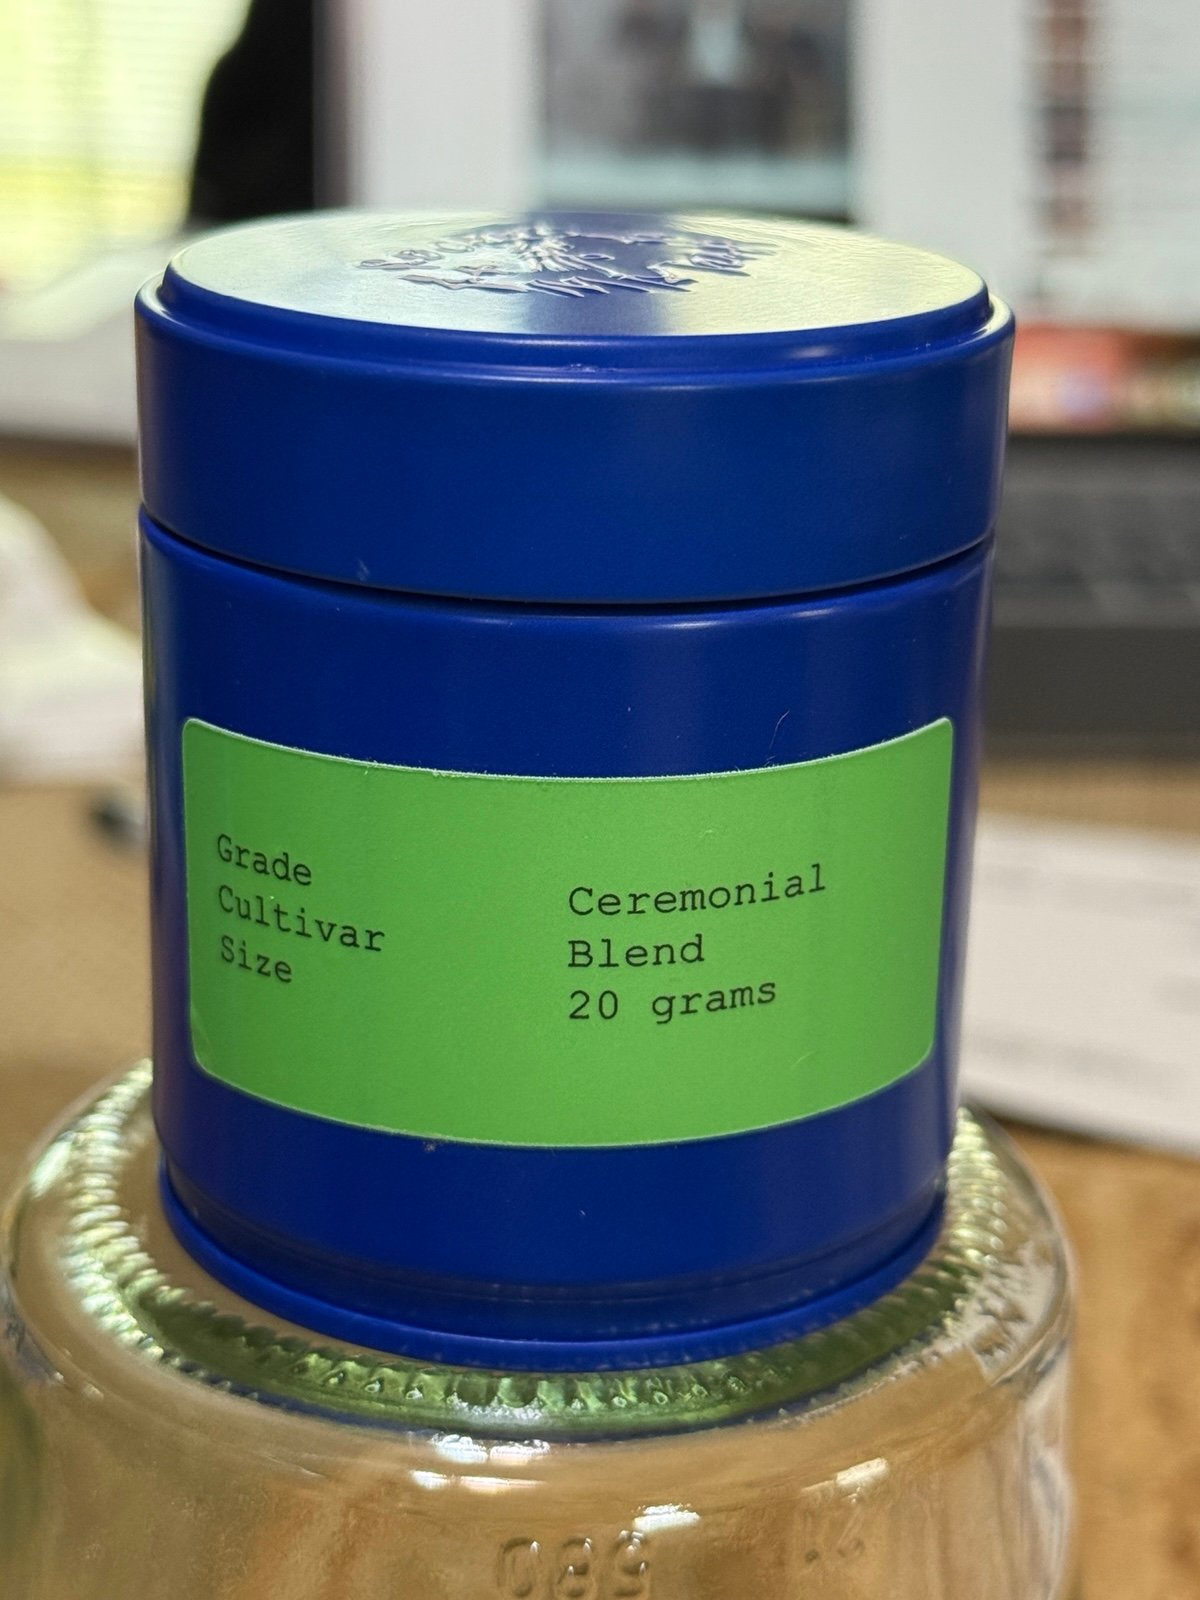 Grade Ceremonial
Cultivar Blend
Size 20 grams